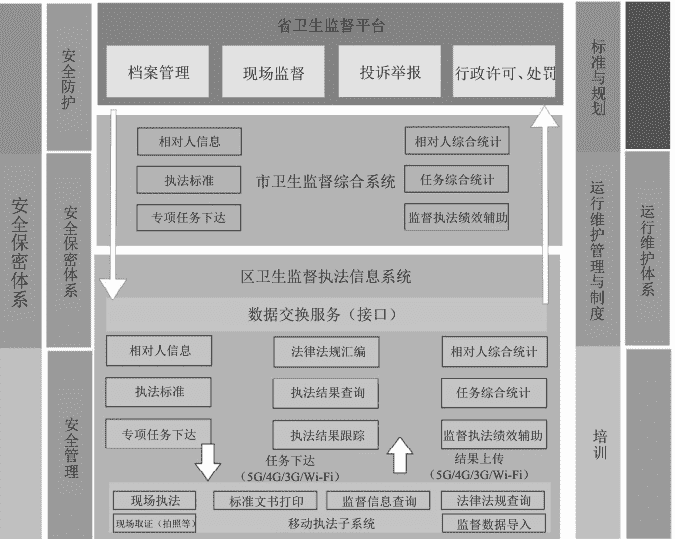 省卫生监督平台
档案管理
现场监督
投诉举报
行政许可、处罚
安全保密体系
安全防护
安全保密体系
安全管理
市卫生监督综合系统
相对人信息
执法标准
专项任务下达
相对人综合统计
任务综合统计
监督执法绩效辅助
区卫生监督执法信息系统
数据交换服务（接口）
相对人信息
法律法规汇编
相对人综合统计
执法标准
执法结果查询
任务综合统计
专项任务下达
执法结果跟踪
监督执法绩效辅助
任务下达
（5G/4G/3G/Wi-Fi）
结果上传
（5G/4G/3G/Wi-Fi）
现场执法
标准文书打印
监督信息查询
法律法规查询
现场取证（拍照等）
移动执法子系统
监督数据导入
标准与规划
运行维护管理与制度
培训
运行维护体系